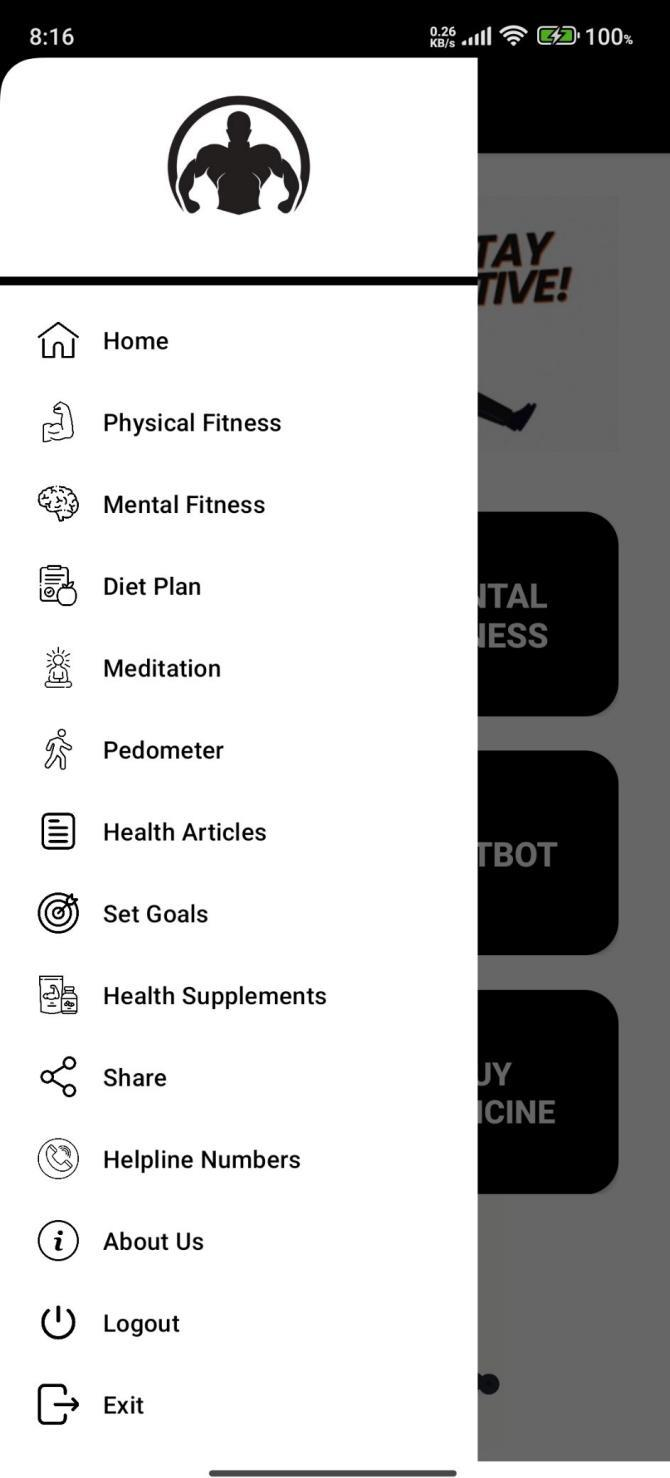 8:16
0.26
KB/s
100%
Home
Physical Fitness
Mental Fitness
Diet Plan
Meditation
Pedometer
Health Articles
Set Goals
Health Supplements
Share
Helpline Numbers
About Us
Logout
Exit
TAY
TIVE!
NTAL
NESS
TBOT
UY
ICINE